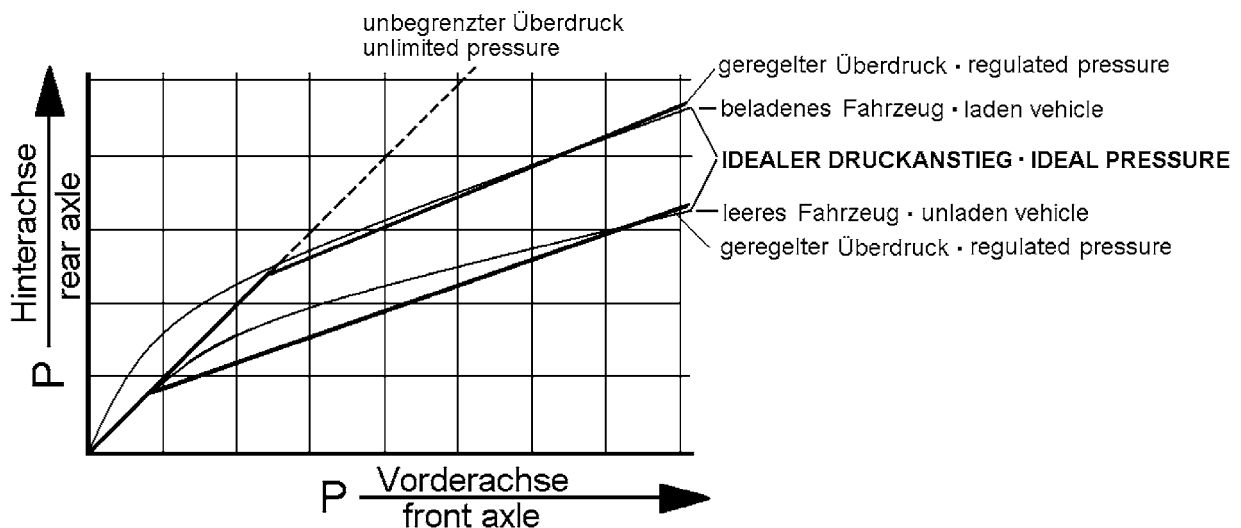 unbegrenzter Überdruck
unlimited pressure
geregelter Überdruck · regulated pressure
beladenes Fahrzeug · laden vehicle
IDEALER DRUCKANSTIEG · IDEAL PRESSURE
leeres Fahrzeug · unladen vehicle
geregelter Überdruck · regulated pressure
P Hinterachse
rear axle
P Vorderachse
front axle